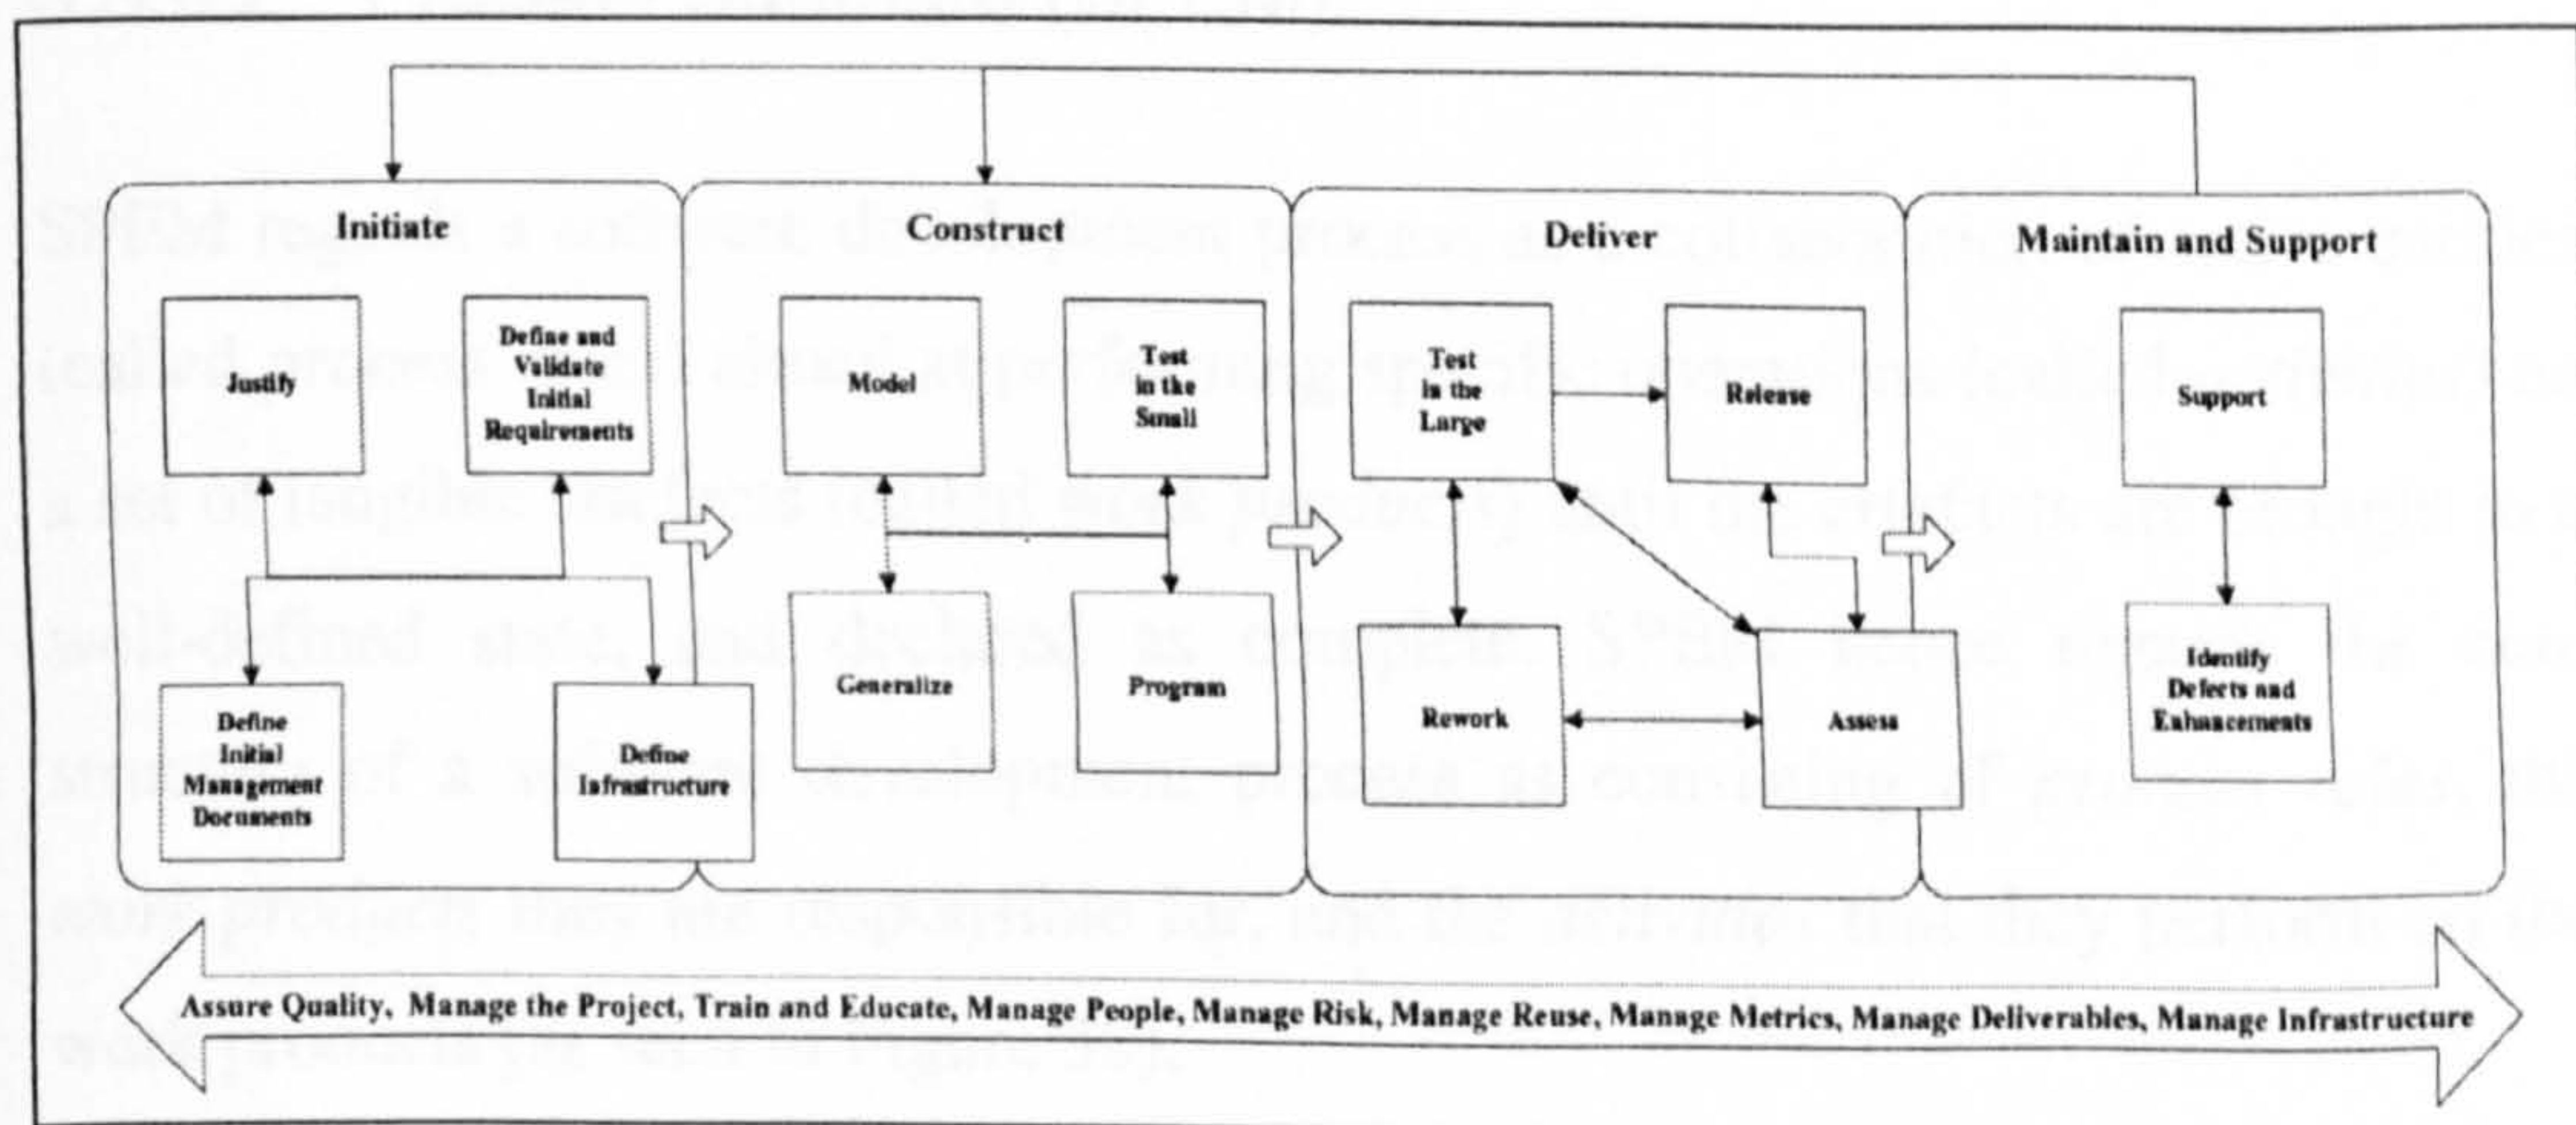 Initiate
Justify
Define and
Validate
Initial
Requirements
Define
Initial
Management
Documents
Define
Infrastructure
Construct
Model
Test
in the
Small
Generalize
Program
Deliver
Test
in the
Large
Release
Rework
Assess
Maintain and Support
Support
Identify
Defects and
Enhancements
Assure Quality, Manage the Project, Train and Educate, Manage People, Manage Risk, Manage Reuse, Manage Metrics, Manage Deliverables, Manage Infrastructure